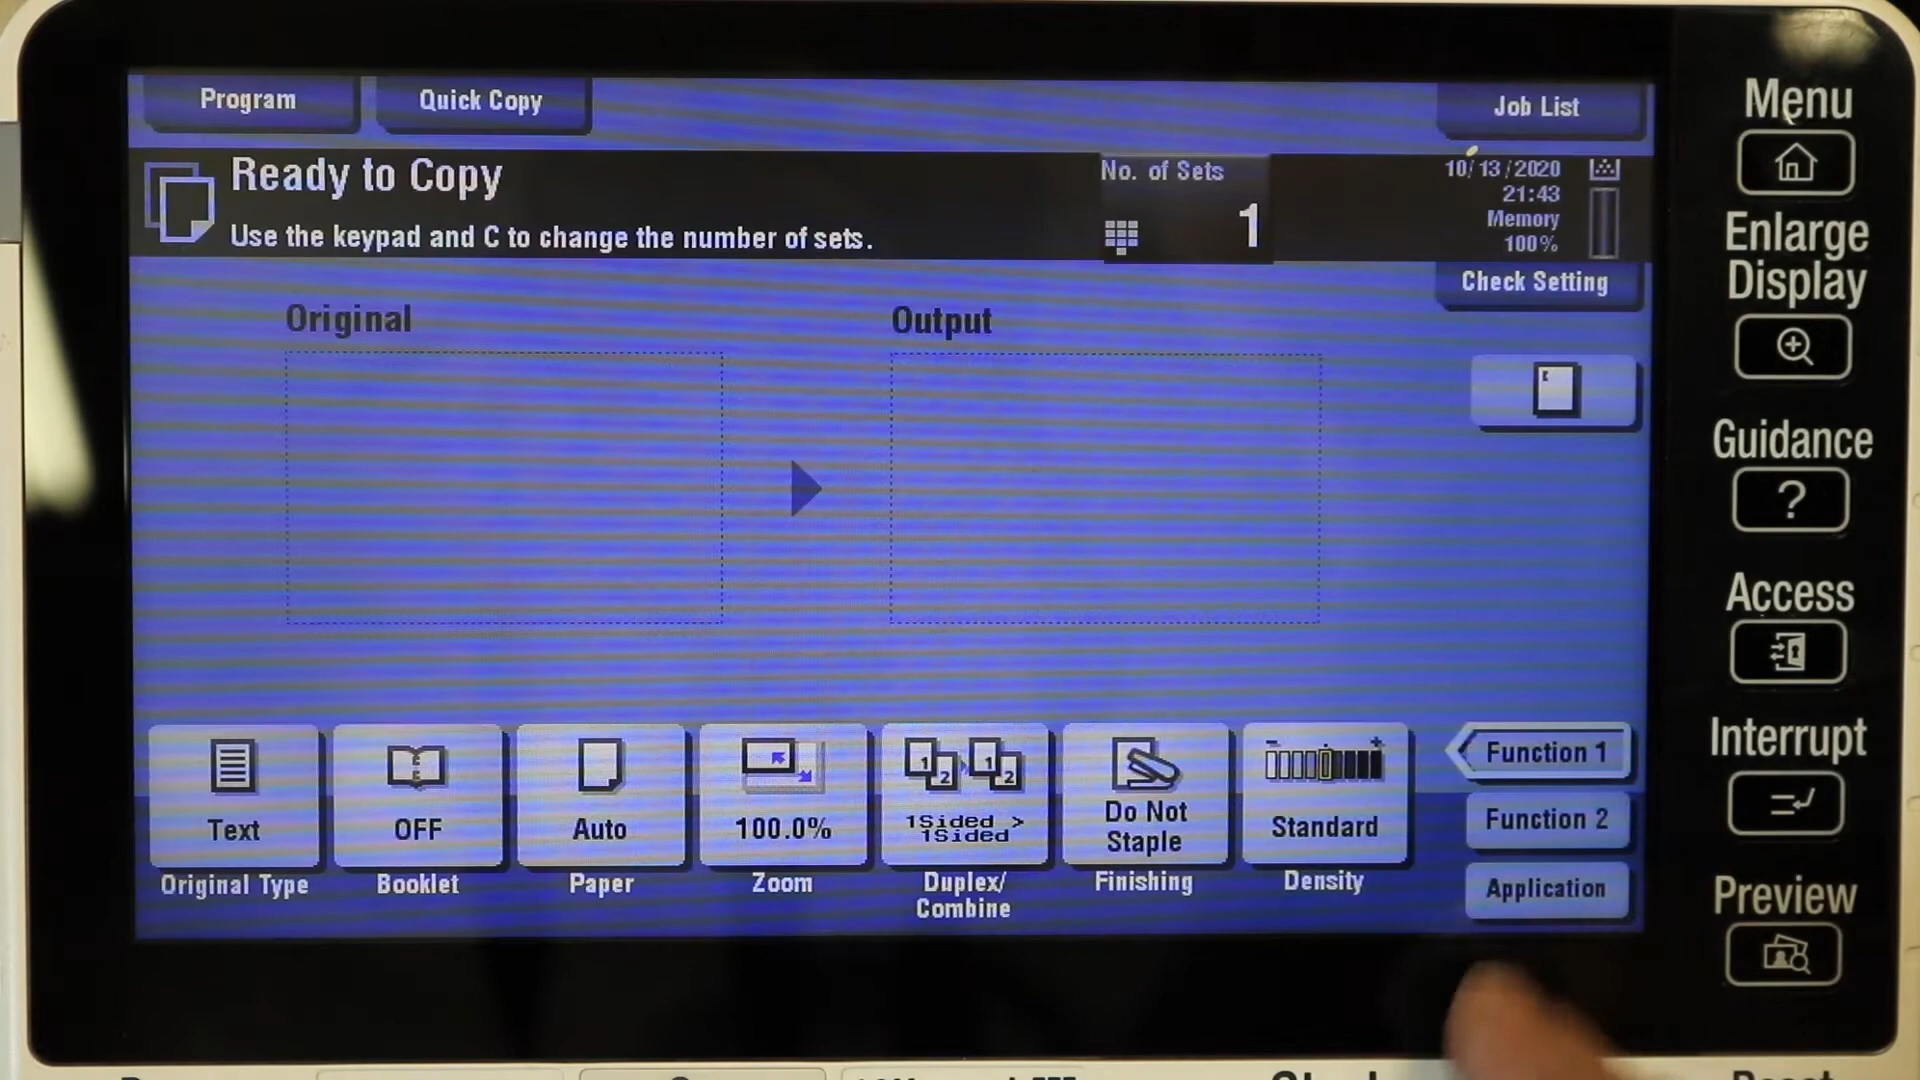 Program
Quick Copy
Job List
Ready to Copy
Use the keypad and C to change the number of sets.
No. of Sets
1
10/13/2020
21:43
Memory
100%
Check Setting
Original
Output
Text
OFF
Auto
100.0%
1Sided >
1Sided
Do Not
Staple
Standard
Original Type
Booklet
Paper
Zoom
Duplex/
Combine
Finishing
Density
Function 1
Function 2
Application
Menu
Enlarge
Display
Guidance
?
Access
Interrupt
Preview